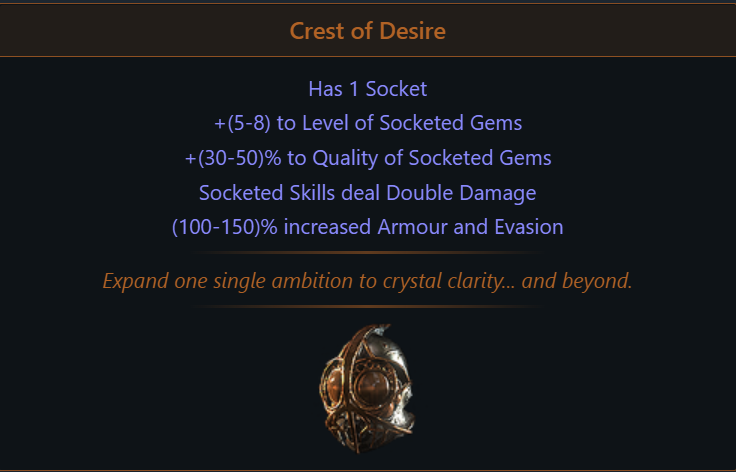 Crest of Desire
Has 1 Socket
+(5-8) to Level of Socketed Gems
+(30-50)% to Quality of Socketed Gems
Socketed Skills deal Double Damage
(100-150)% increased Armour and Evasion
Expand one single ambition to crystal clarity... and beyond.